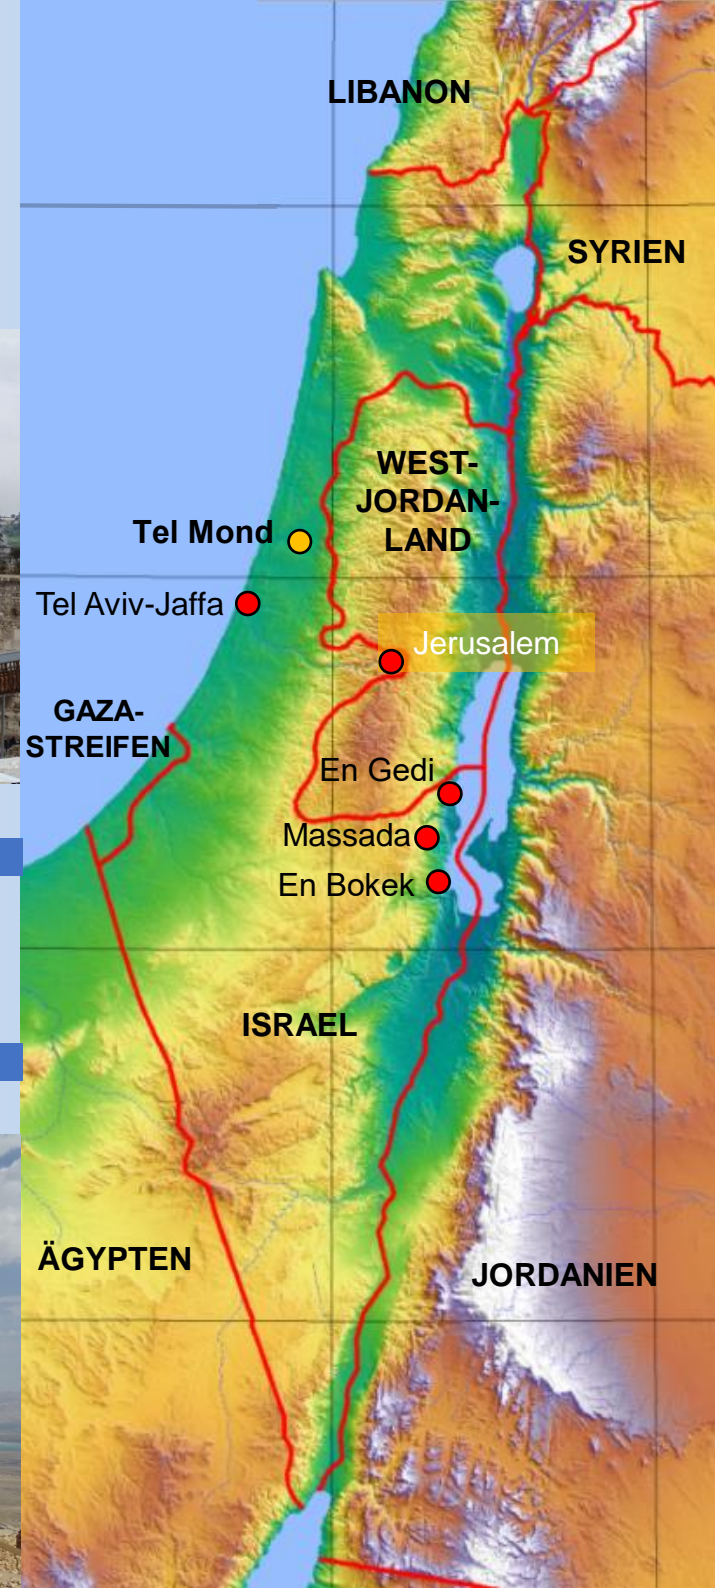 LIBANON
SYRIEN
WEST-
JORDAN-
LAND
Tel Mond
Tel Aviv-Jaffa
Jerusalem
GAZA-
STREIFEN
En Gedi
Massada
En Bokek
ISRAEL
ÄGYPTEN
JORDANIEN